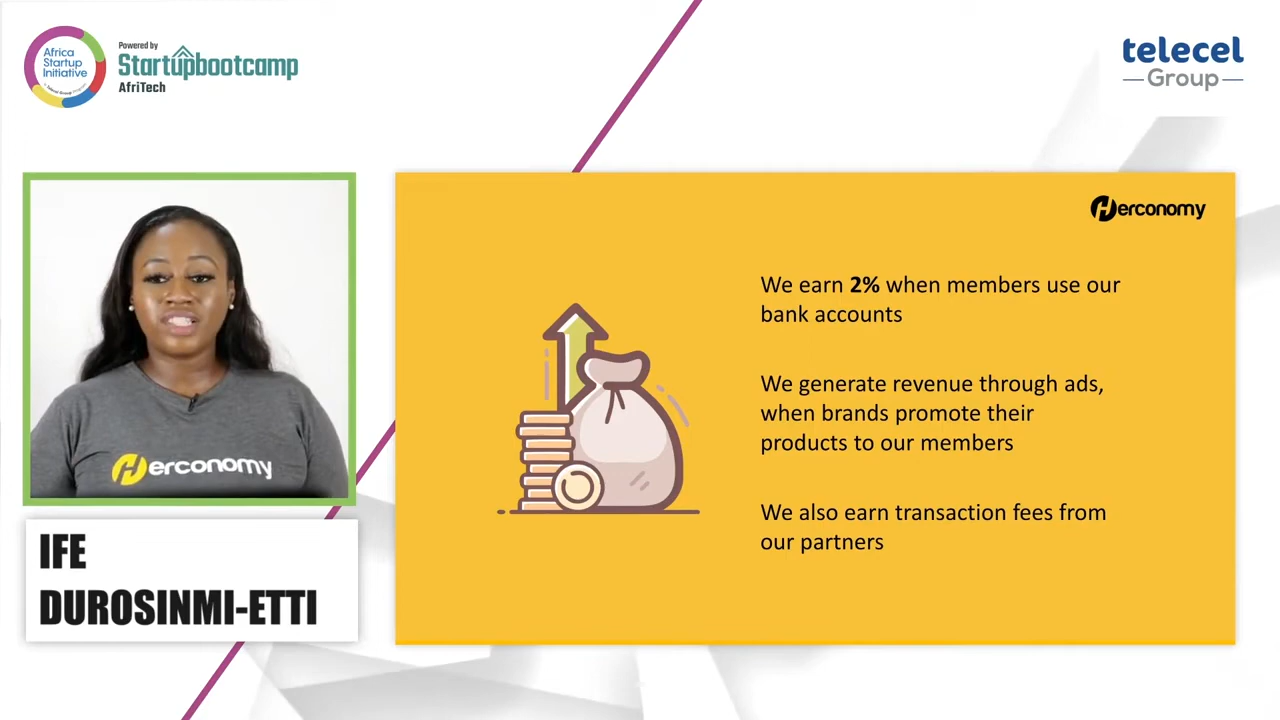 Africa
Startup
Initiative
Powered by
Startupbootcamp
AfriTech
telecel
Group
Herconomy
We earn 2% when members use our
bank accounts
We generate revenue through ads,
when brands promote their
products to our members
We also earn transaction fees from
our partners
Herconomy
IFE
DUROSINMI-ETTI